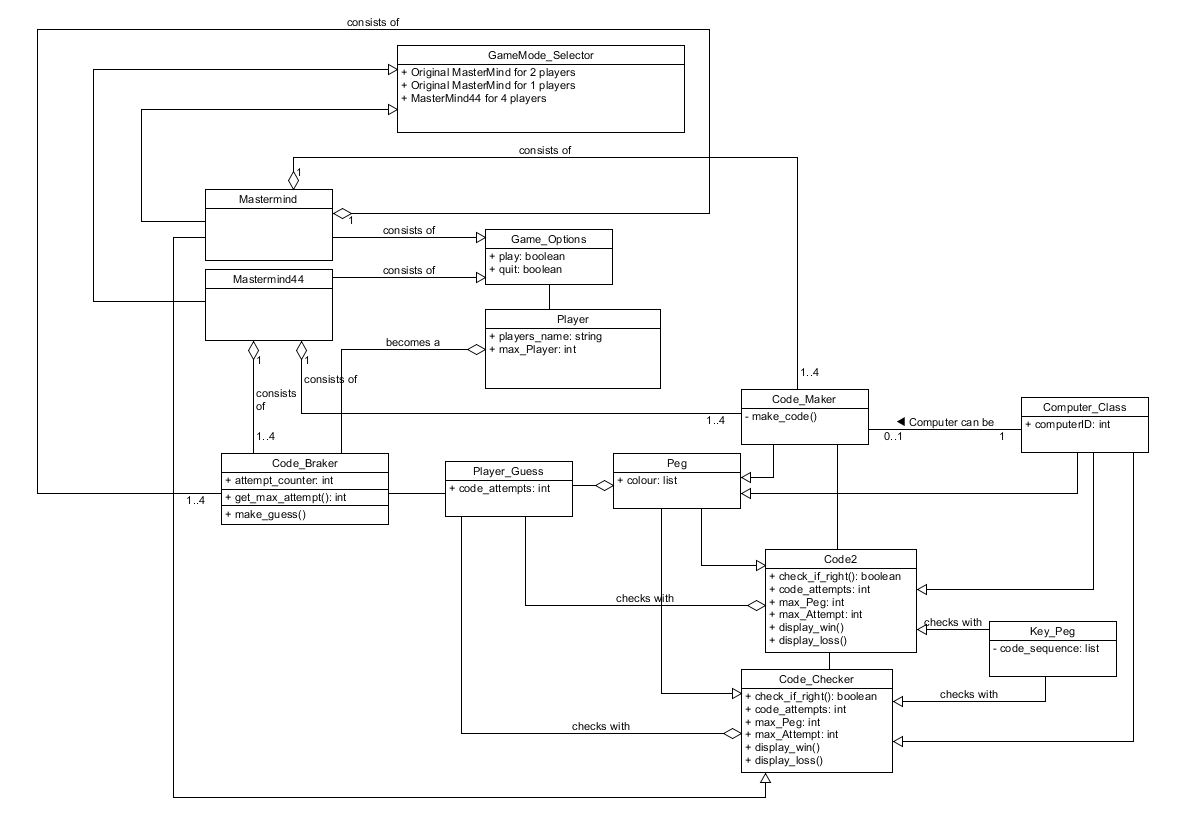 consists of
GameMode_Selector
+ Original MasterMind for 2 players
+ Original MasterMind for 1 players
+ MasterMind44 for 4 players
consists of
1
Mastermind
1
consists of
Game_Options
+ play: boolean
+ quit: boolean
consists of
Mastermind44
Player
+ players_name: string
+ max_Player: int
becomes a
1
1
consists of
consists
of
1..4
1..4
1..4
Code_Maker
- make_code()
Computer can be
0..1
1
Computer_Class
+ computerID: int
Code_Braker
+ attempt_counter: int
+ get_max_attempt(): int
+ make_guess()
1..4
Player_Guess
+ code_attempts: int
Peg
+ colour: list
Code2
+ check_if_right(): boolean
+ code_attempts: int
+ max_Peg: int
+ max_Attempt: int
+ display_win()
+ display_loss()
checks with
checks with
Key_Peg
- code_sequence: list
checks with
Code_Checker
+ check_if_right(): boolean
+ code_attempts: int
+ max_Peg: int
+ max_Attempt: int
+ display_win()
+ display_loss()
checks with